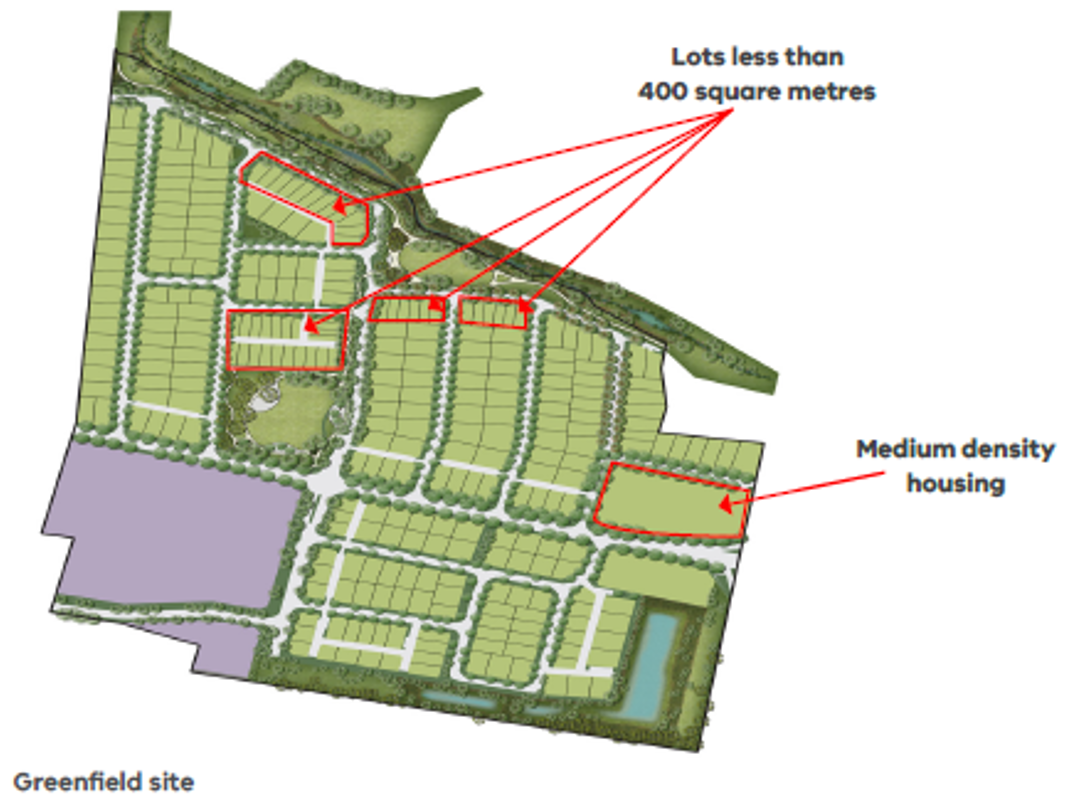 Lots less than
400 square metres
Medium density
housing
Greenfield site